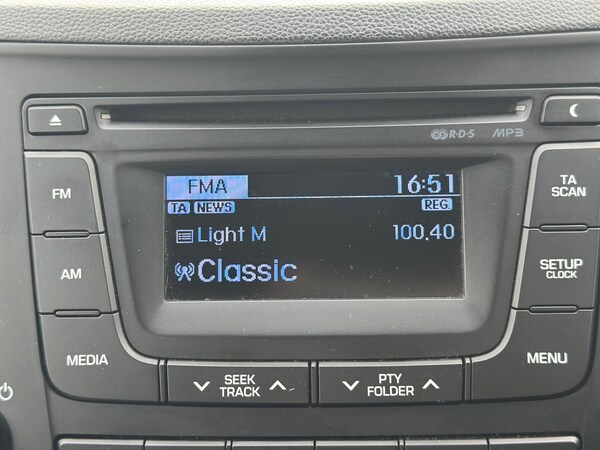 R·D·S MP3
FM
FMA 16:51
TA SCAN
TA NEWS REG
Light M 100.40
AM
Classic
SETUP CLOCK
MEDIA
SEEK TRACK
PTY FOLDER
MENU